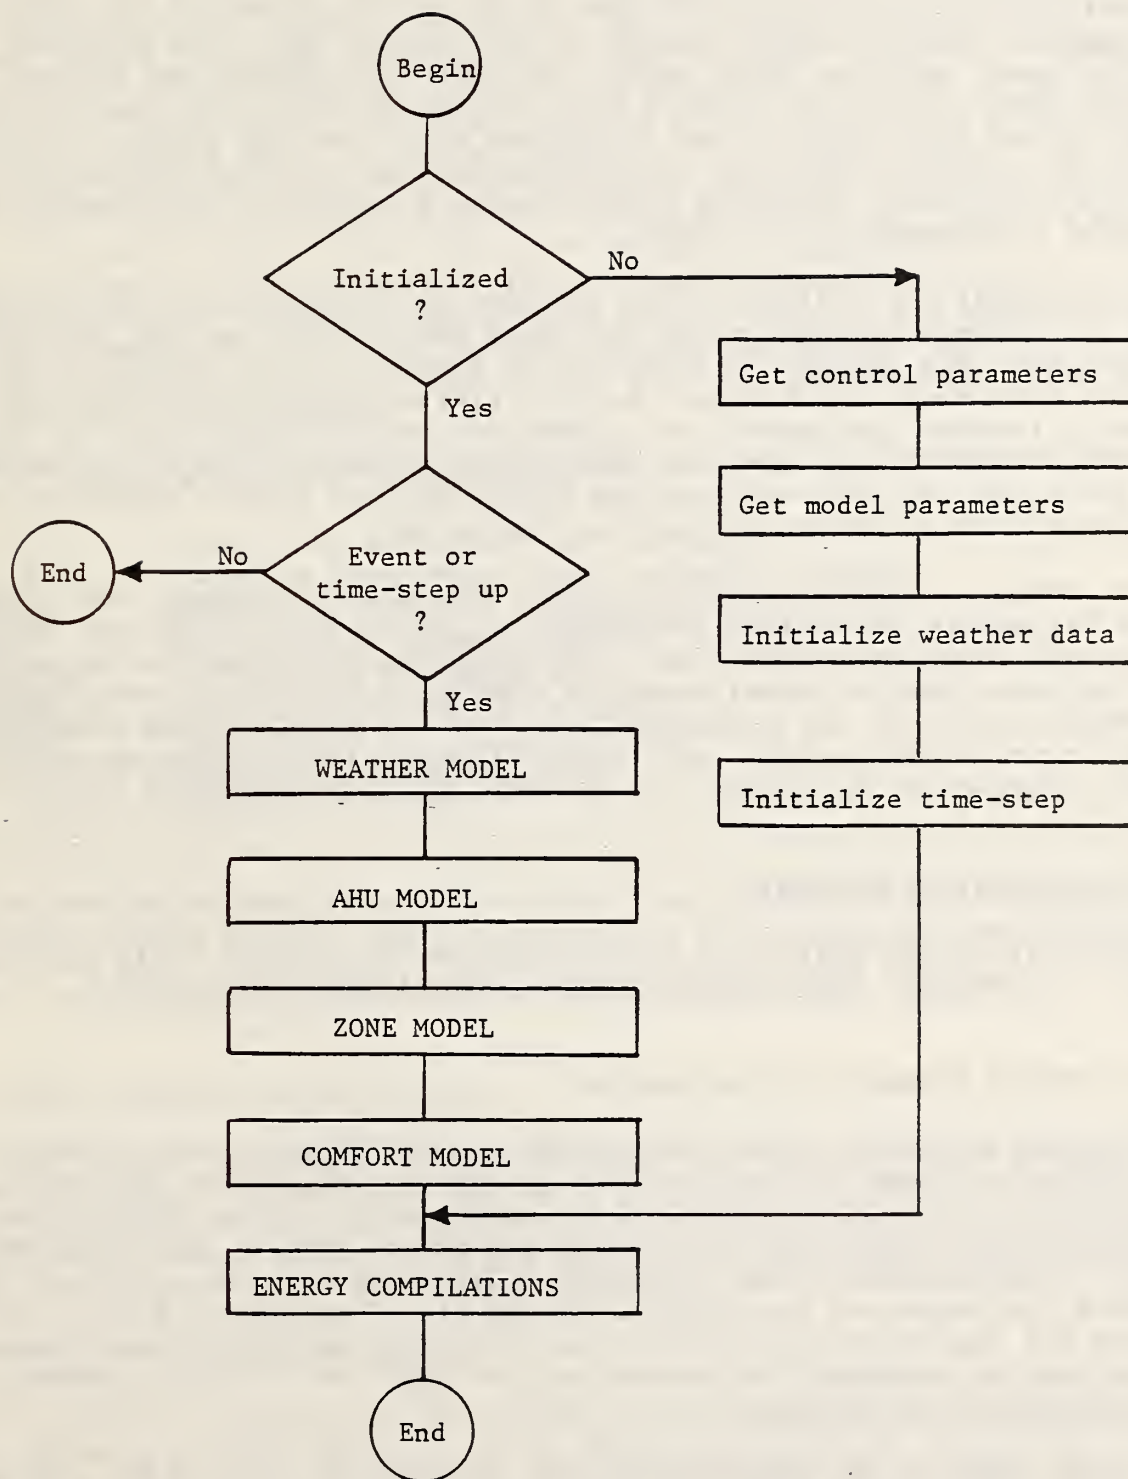 Begin
Initialized
?
No
Yes
Get control parameters
Get model parameters
Initialize weather data
Initialize time-step
Event or
time-step up
?
No
End
Yes
WEATHER MODEL
AHU MODEL
ZONE MODEL
COMFORT MODEL
ENERGY COMPILATIONS
End